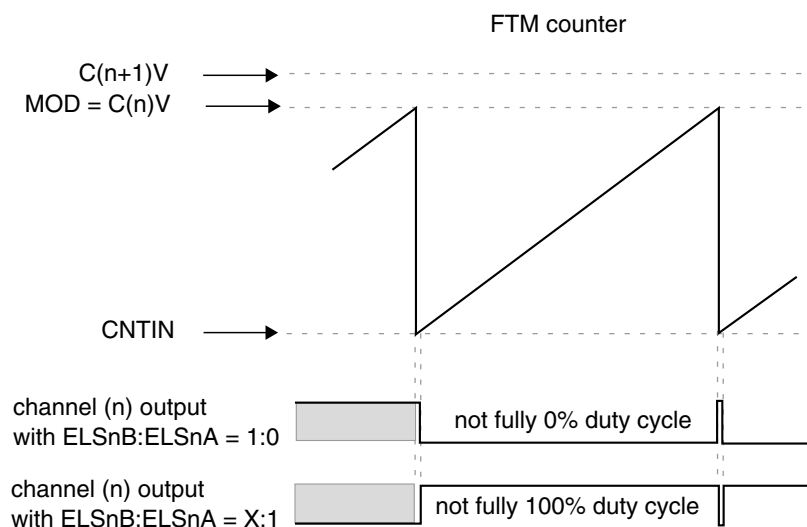 FTM counter
C(n+1)V
MOD = C(n)V
CNTIN
channel (n) output
with ELSnB:ELSnA = 1:0
not fully 0% duty cycle
channel (n) output
with ELSnB:ELSnA = X:1
not fully 100% duty cycle